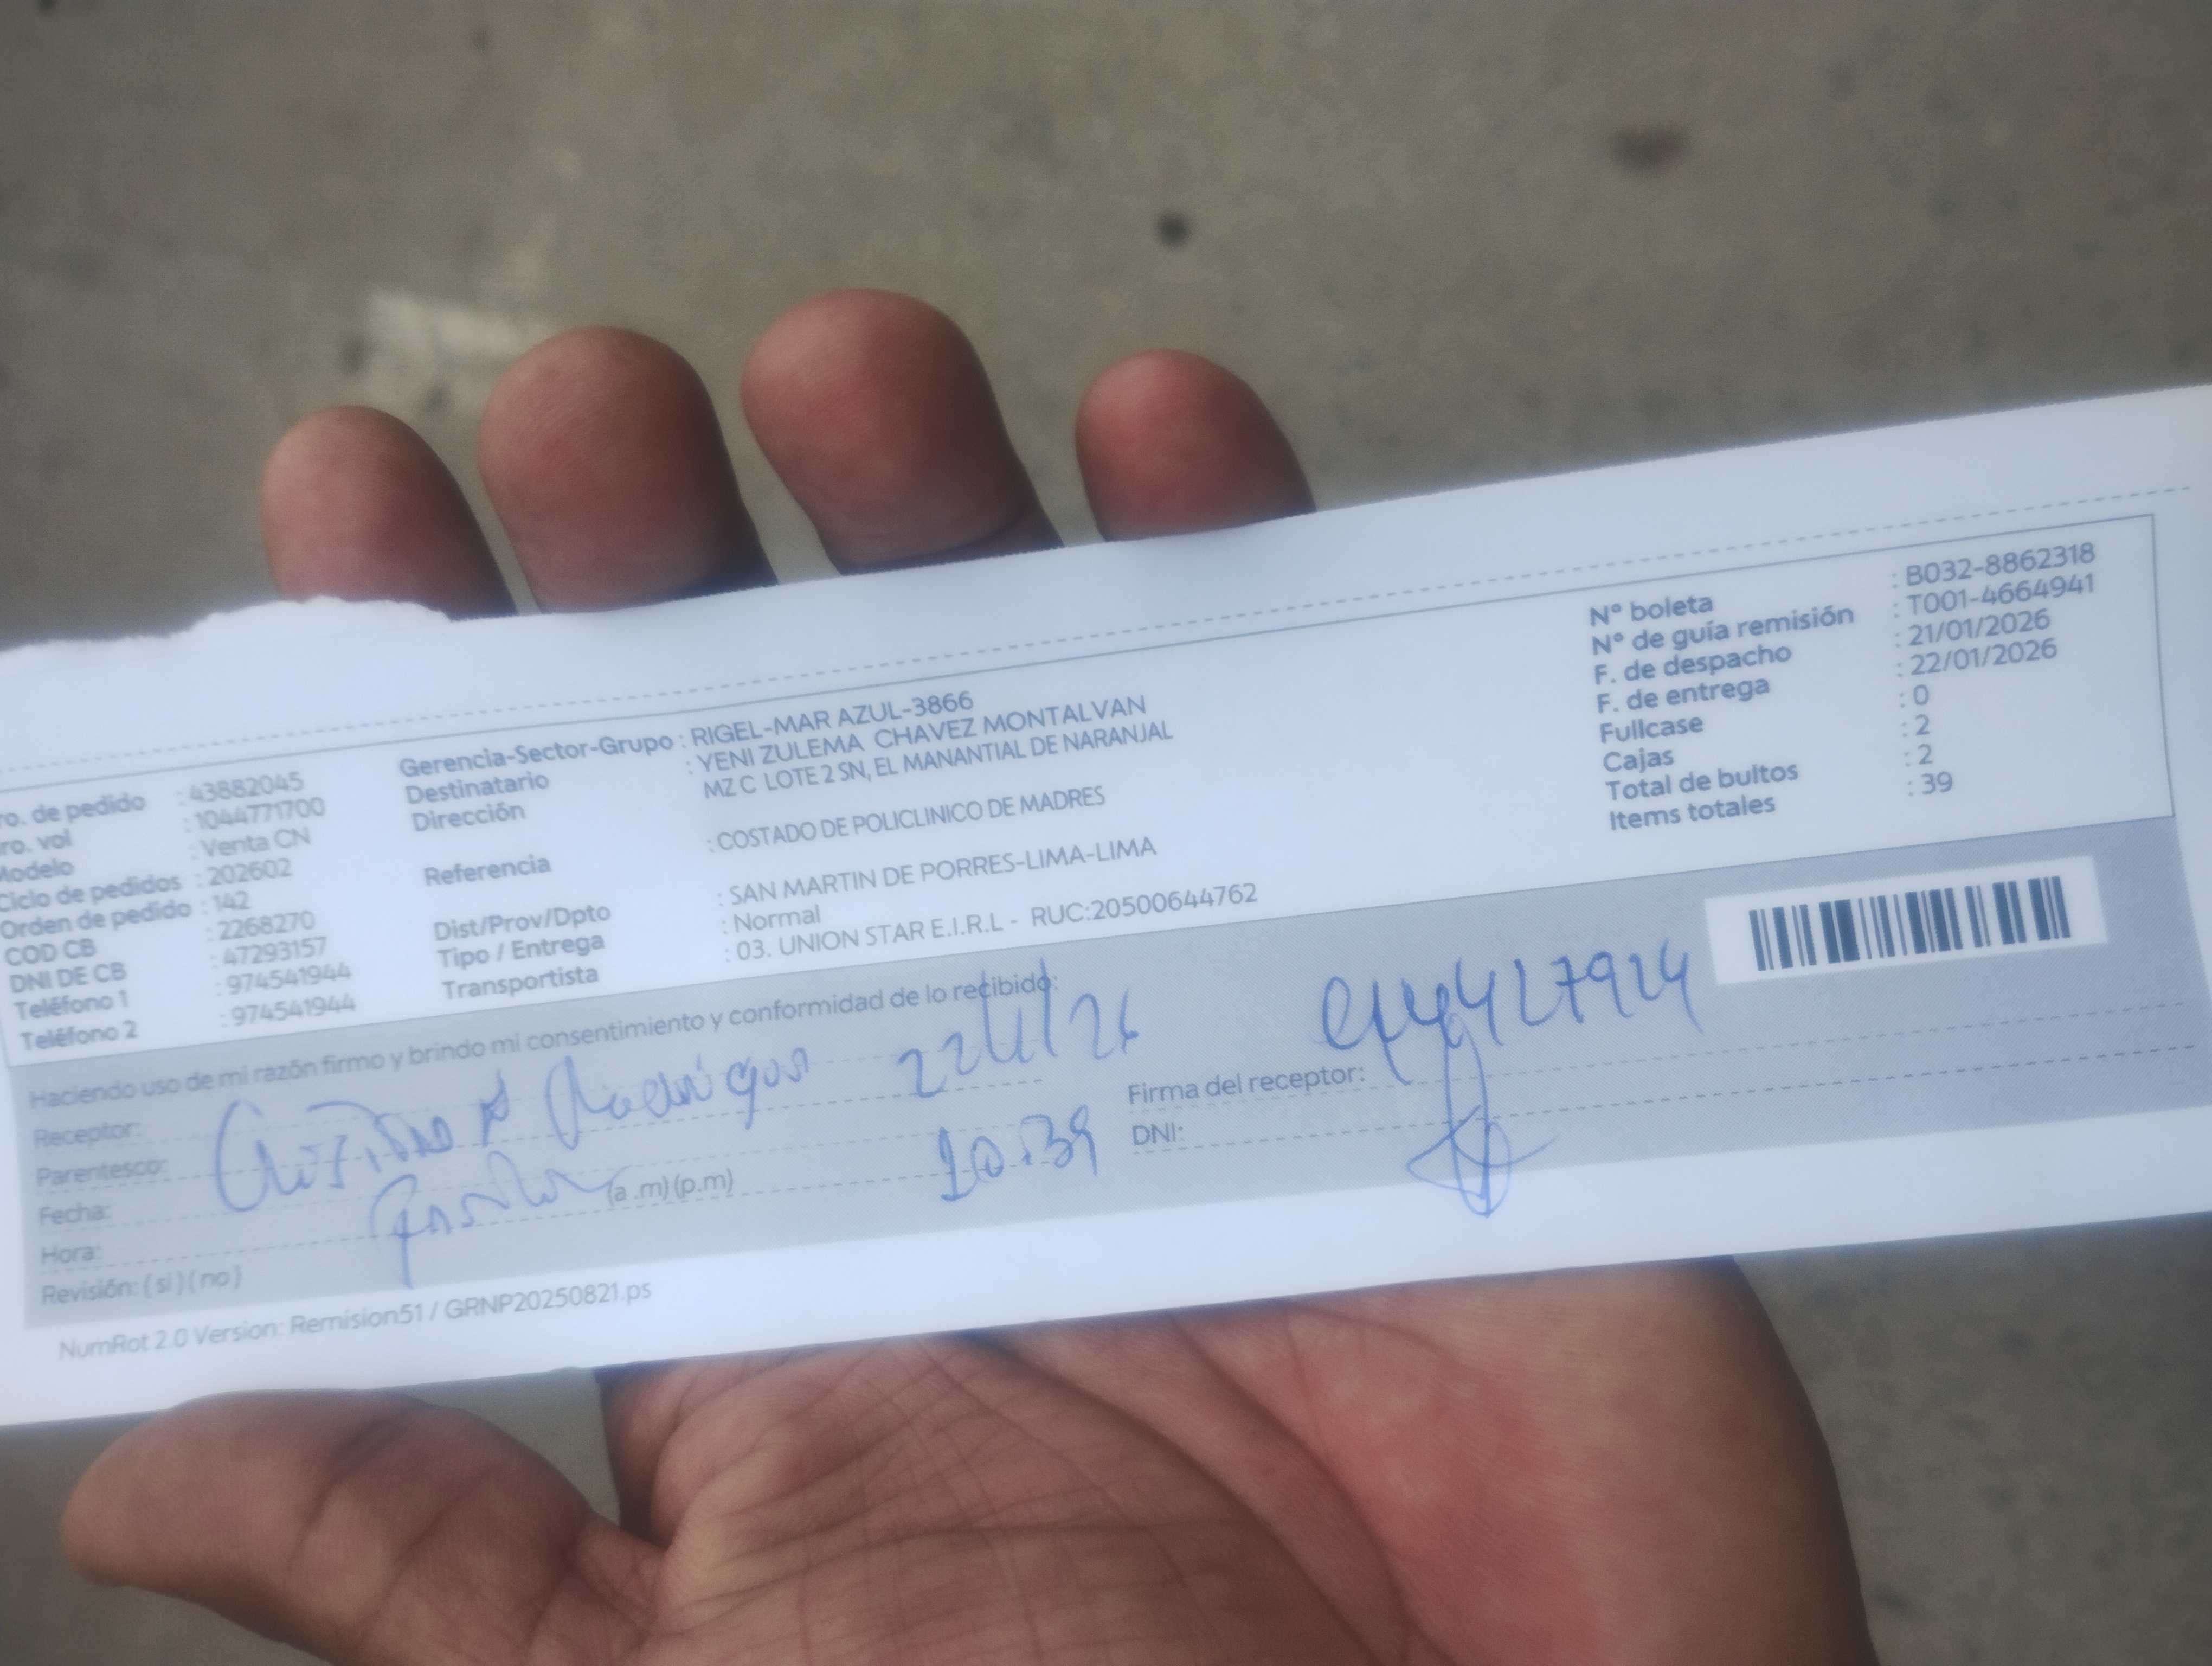 ro. de pedido : 43882045
ro. vol : 1044771700
Modelo : Venta CN
Ciclo de pedidos : 202602
Orden de pedido : 142
COD CB : 2268270
DNI DE CB : 47293157
Teléfono 1 : 974541944
Teléfono 2 : 974541944
Gerencia-Sector-Grupo : RIGEL-MAR AZUL-3866
Destinatario : YENI ZULEMA CHAVEZ MONTALVAN
Dirección MZ C LOTE 2 SN, EL MANANTIAL DE NARANJAL
Referencia : COSTADO DE POLICLINICO DE MADRES
Dist/Prov/Dpto : SAN MARTIN DE PORRES-LIMA-LIMA
Tipo / Entrega : Normal
Transportista : 03. UNION STAR E.I.R.L - RUC:20500644762
Nº boleta : B032-8862318
Nº de guía remisión : T001-4664941
F. de despacho : 21/01/2026
F. de entrega : 22/01/2026
Fullcase : 0
Cajas : 2
Total de bultos : 2
Items totales : 39
Haciendo uso de mi razón firmo y brindo mi consentimiento y conformidad de lo recibido:
Receptor:
Parentesco:
Fecha: 22/1/26
Hora: (a .m) (p.m) 10:39
Revisión: ( si ) ( no )
Firma del receptor:
DNI:
NumRot 2.0 Version: Remision51 / GRNP20250821.ps